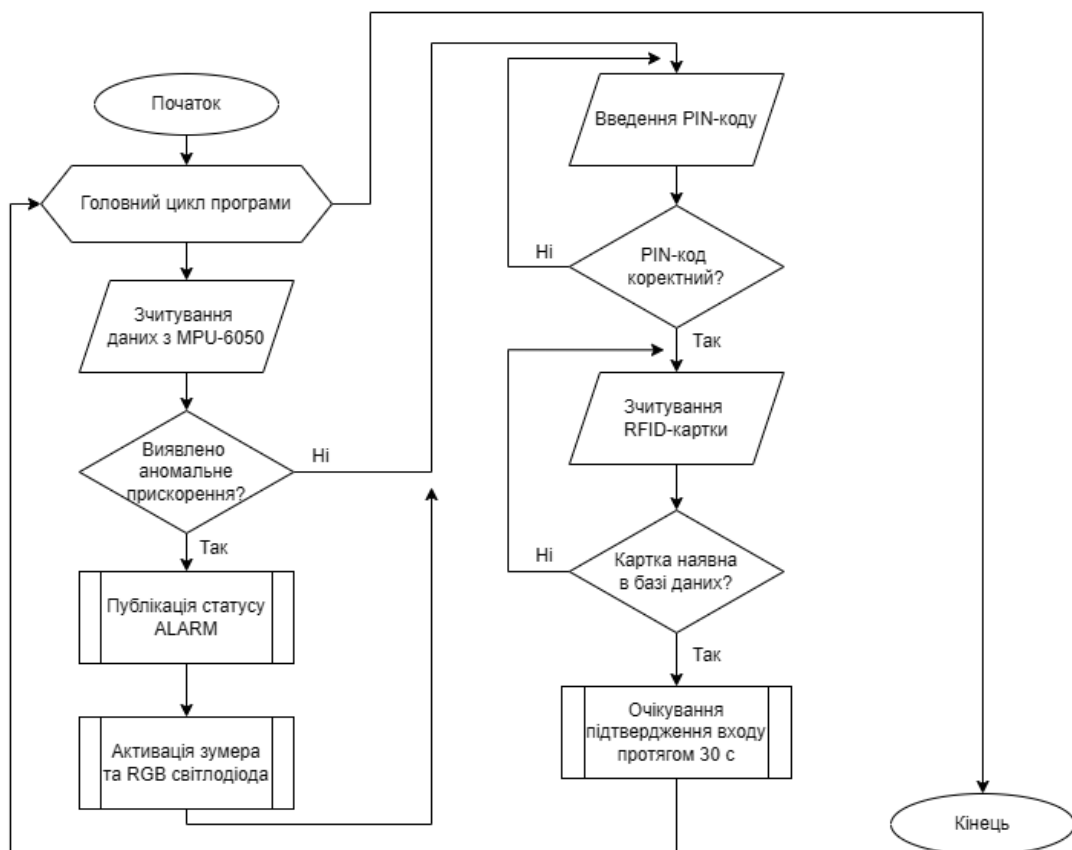 Початок
Головний цикл програми
Зчитування
даних з MPU-6050
Виявлено
аномальне
прискорення?
Ні
Так
Публікація статусу
ALARM
Активація зумера
та RGB світлодіода
Введення PIN-коду
PIN-код
коректний?
Ні
Так
Зчитування
RFID-картки
Картка наявна
в базі даних?
Ні
Так
Очікування
підтвердження входу
протягом 30 с
Кінець